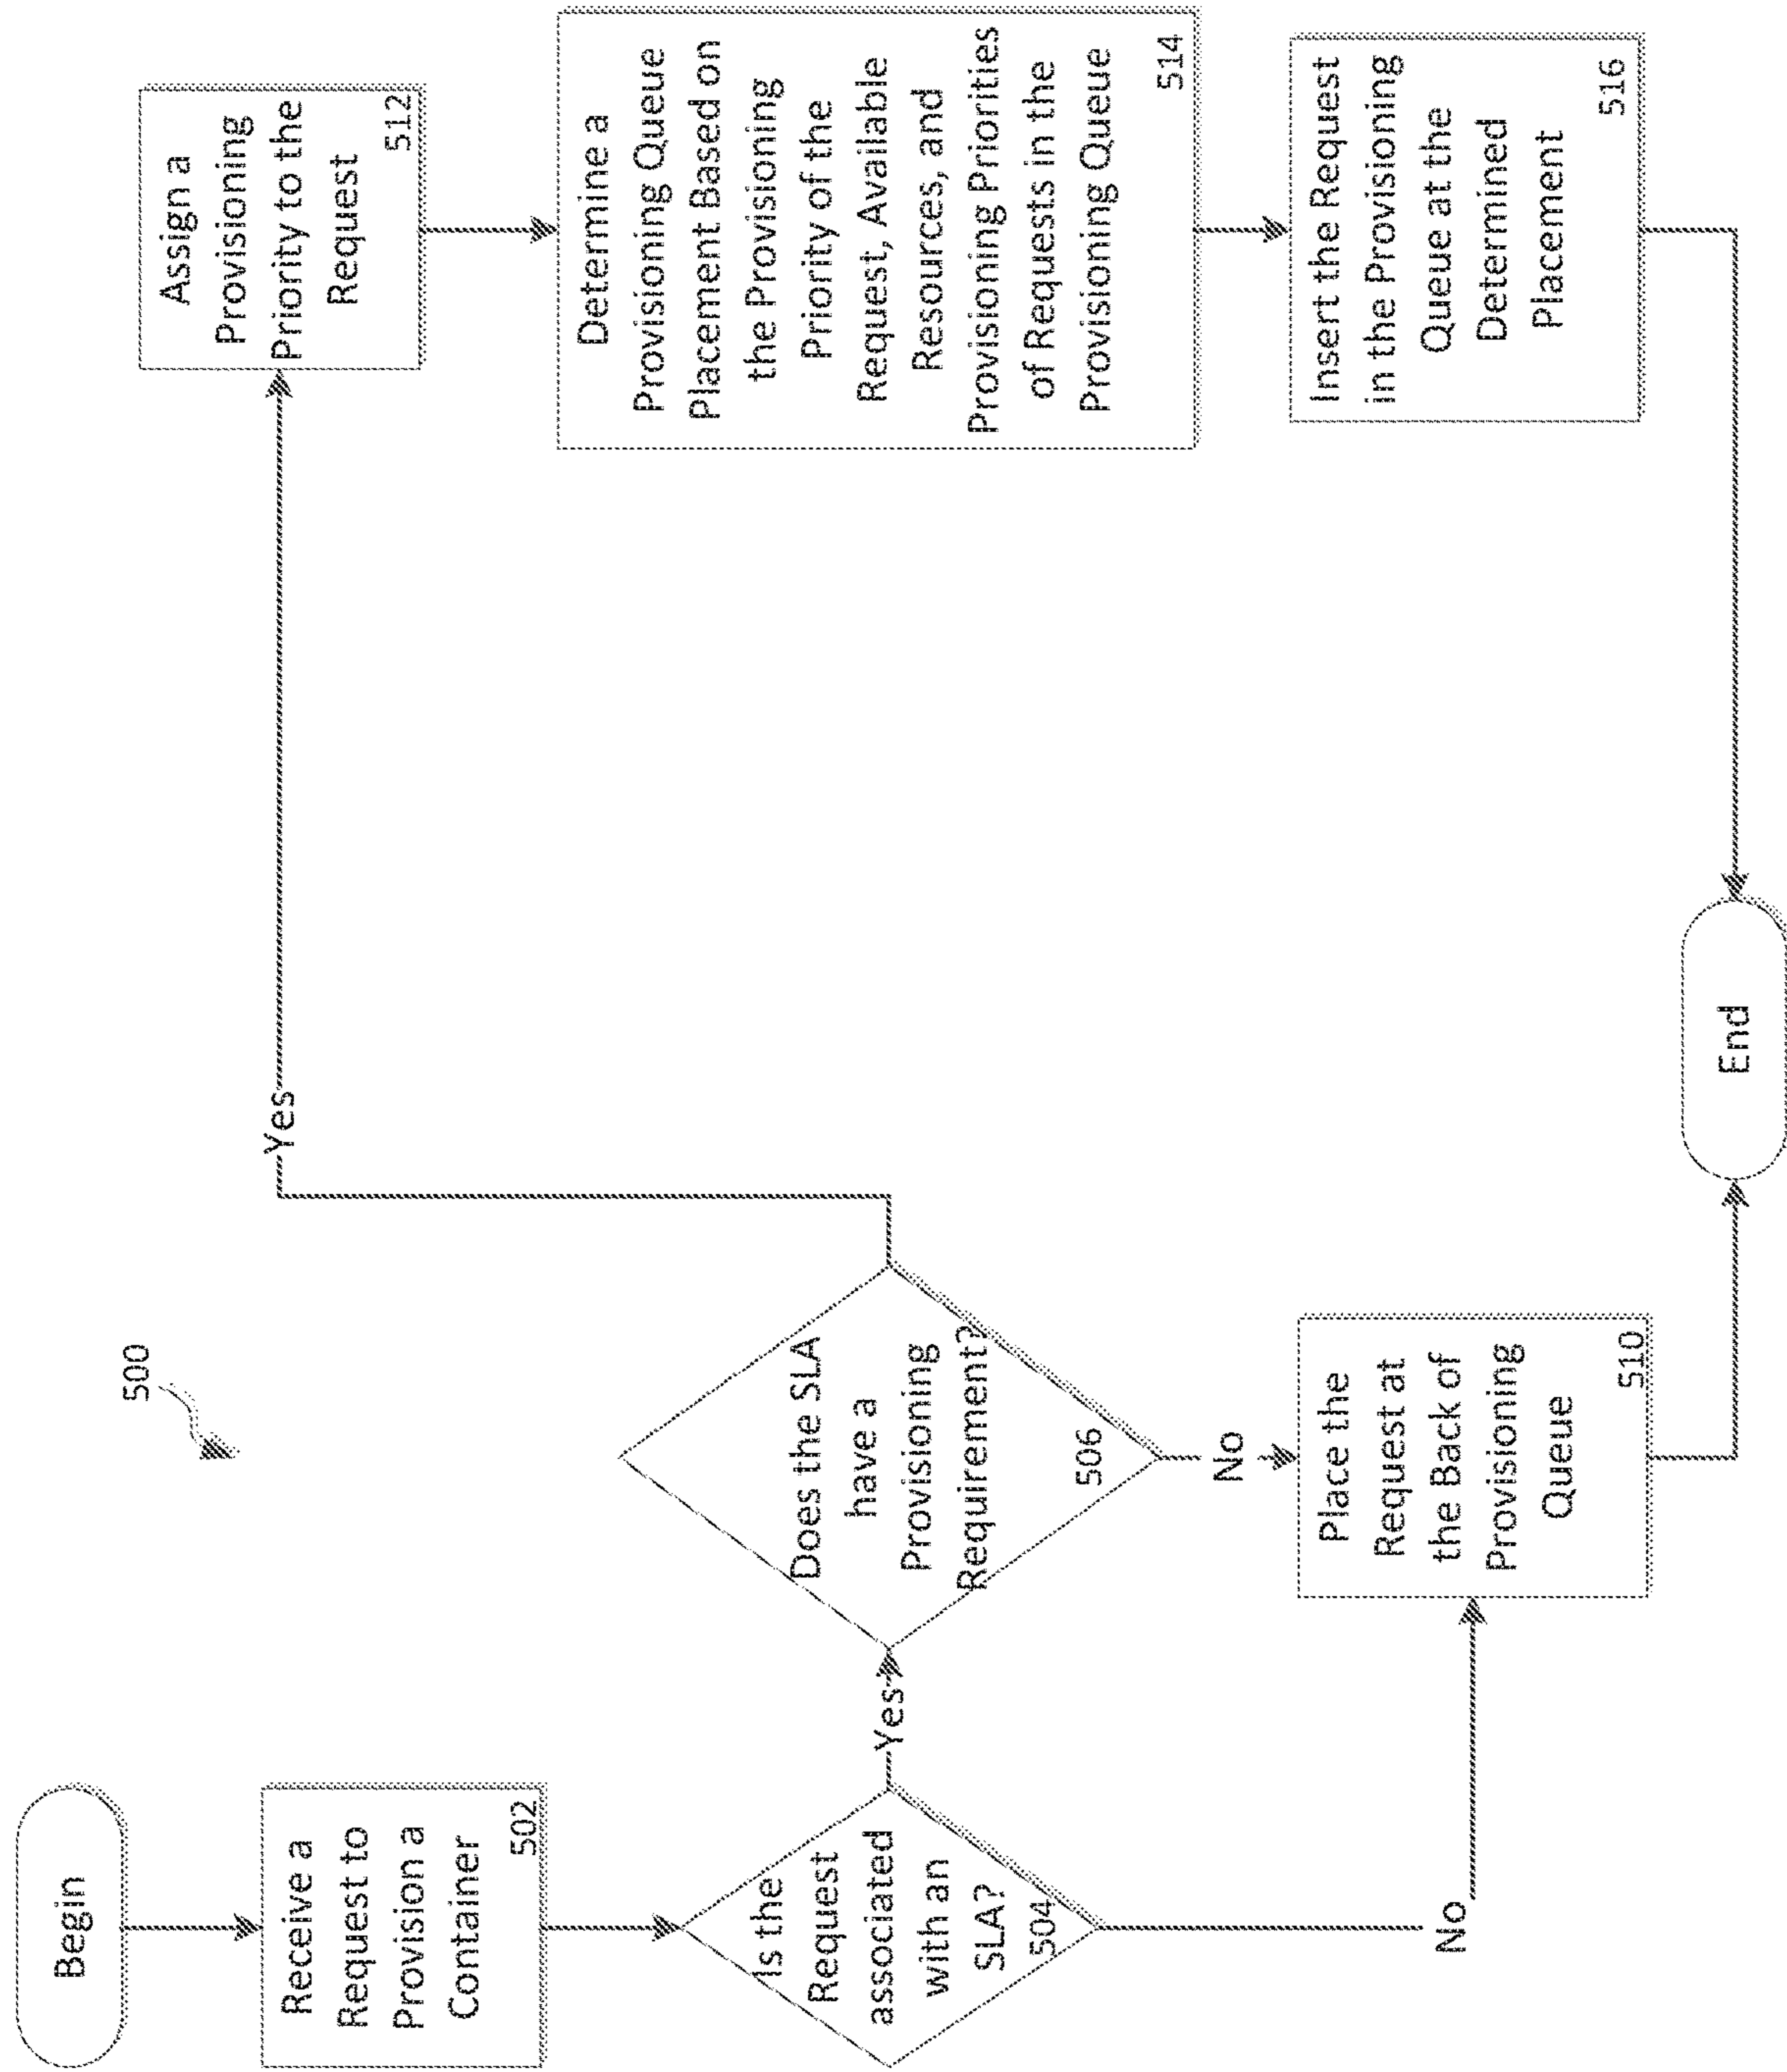 500
Begin
Receive a
Request to
Provision a
Container
502
Is the
Request
associated
with an
SLA?
504
Yes
No
Does the SLA
have a
Provisioning
Requirement?
506
Yes
No
Place the
Request at
the Back of
Provisioning
Queue
510
Assign a
Provisioning
Priority to the
Request
512
Determine a
Provisioning Queue
Placement Based on
the Provisioning
Priority of the
Request, Available
Resources, and
Provisioning Priorities
of Requests in the
Provisioning Queue
514
Insert the Request
in the Provisioning
Queue at the
Determined
Placement
516
End